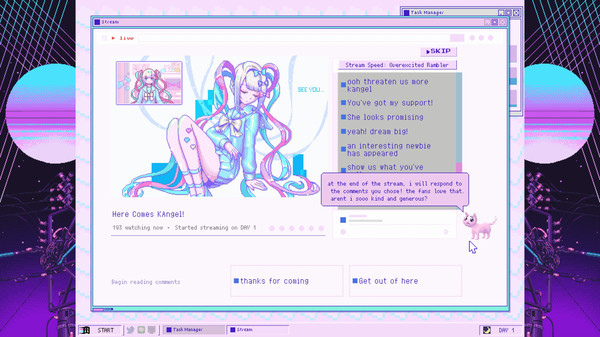 Task Manager
Stream
live
▶SKIP
Stream Speed: Overexcited Rambler
SEE YOU...
ooh threaten us more
kangel
You've got my support!
She looks promising
yeah! dream big!
an interesting newbie
has appeared
show us what you've
at the end of the stream, i will respond to
the comments you chose! the fans love that.
arent i sooo kind and generous?
Here Comes KAngel!
193 watching now • Started streaming on DAY 1
Begin reading comments
thanks for coming
Get out of here
START
Task Manager
Stream
DAY 1